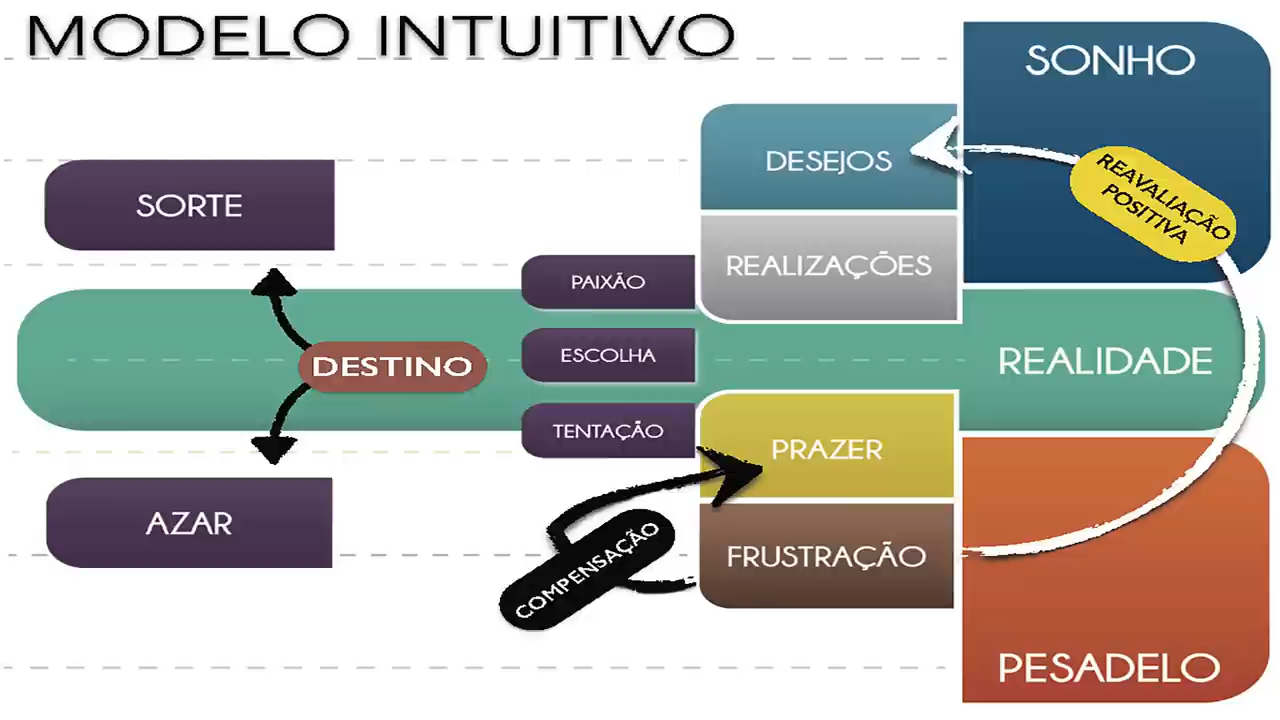 MODELO INTUITIVO
SONHO
DESEJOS
REAVALIAÇÃO
POSITIVA
SORTE
REALIZAÇÕES
PAIXÃO
ESCOLHA
DESTINO
REALIDADE
TENTAÇÃO
PRAZER
AZAR
COMPENSAÇÃO
FRUSTRAÇÃO
PESADELO